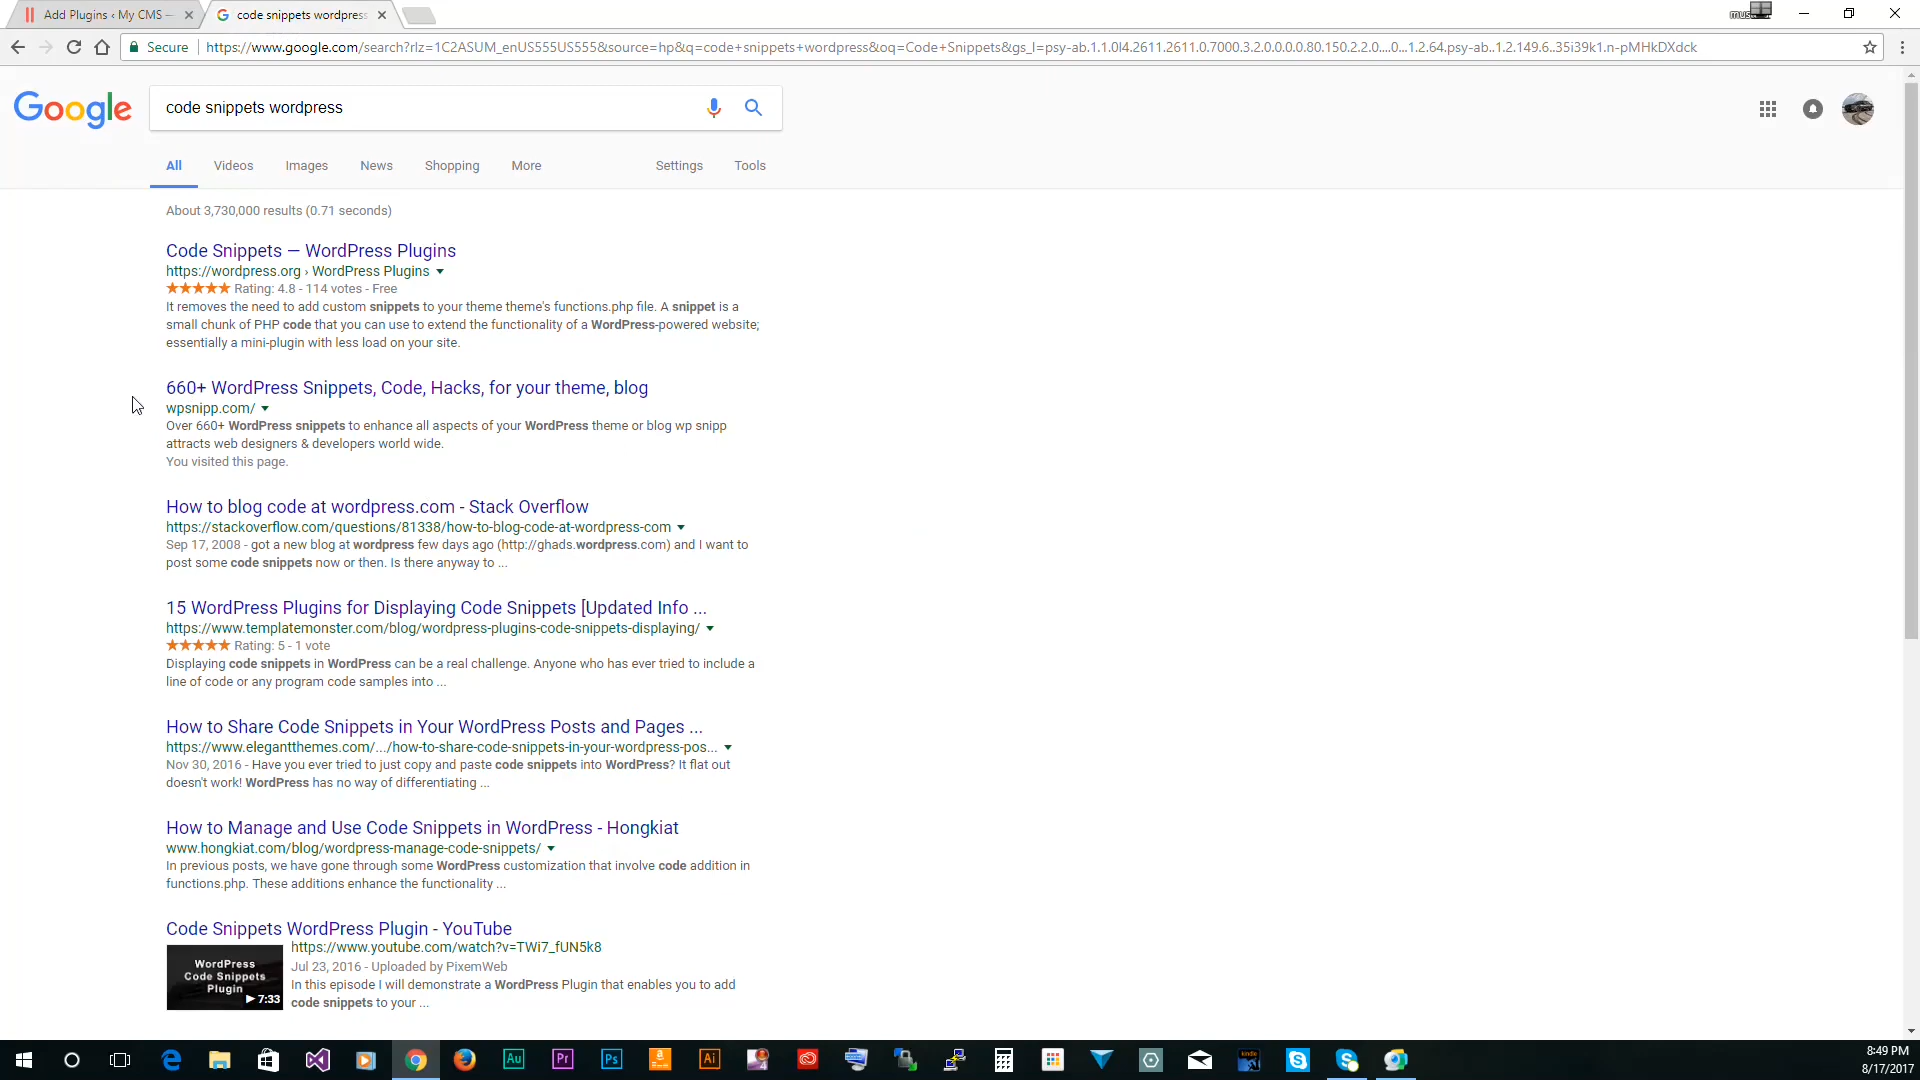 Add Plugins ‹ My CMS —
code snippets wordpress
Secure
https://www.google.com/search?rlz=1C2ASUM_enUS555US555&source=hp&q=code+snippets+wordpress&oq=Code+Snippets&gs_l=psy-ab.1.1.0l4.2611.2611.0.7000.3.2.0.0.0.0.80.150.2.2.0....0...1.2.64.psy-ab..1.2.149.6..35i39k1.n-pMHkDXdck
Google
code snippets wordpress
All
Videos
Images
News
Shopping
More
Settings
Tools
About 3,730,000 results (0.71 seconds)
Code Snippets — WordPress Plugins
https://wordpress.org › WordPress Plugins
Rating: 4.8 - 114 votes - Free
It removes the need to add custom snippets to your theme theme's functions.php file. A snippet is a
small chunk of PHP code that you can use to extend the functionality of a WordPress-powered website;
essentially a mini-plugin with less load on your site.
660+ WordPress Snippets, Code, Hacks, for your theme, blog
wpsnipp.com/
Over 660+ WordPress snippets to enhance all aspects of your WordPress theme or blog wp snipp
attracts web designers & developers world wide.
You visited this page.
How to blog code at wordpress.com - Stack Overflow
https://stackoverflow.com/questions/81338/how-to-blog-code-at-wordpress-com
Sep 17, 2008 - got a new blog at wordpress few days ago (http://ghads.wordpress.com) and I want to
post some code snippets now or then. Is there anyway to ...
15 WordPress Plugins for Displaying Code Snippets [Updated Info ...
https://www.templatemonster.com/blog/wordpress-plugins-code-snippets-displaying/
Rating: 5 - 1 vote
Displaying code snippets in WordPress can be a real challenge. Anyone who has ever tried to include a
line of code or any program code samples into ...
How to Share Code Snippets in Your WordPress Posts and Pages ...
https://www.elegantthemes.com/.../how-to-share-code-snippets-in-your-wordpress-pos...
Nov 30, 2016 - Have you ever tried to just copy and paste code snippets into WordPress? It flat out
doesn't work! WordPress has no way of differentiating ...
How to Manage and Use Code Snippets in WordPress - Hongkiat
www.hongkiat.com/blog/wordpress-manage-code-snippets/
In previous posts, we have gone through some WordPress customization that involve code addition in
functions.php. These additions enhance the functionality ...
Code Snippets WordPress Plugin - YouTube
https://www.youtube.com/watch?v=TWi7_fUN5k8
Jul 23, 2016 - Uploaded by PixemWeb
In this episode I will demonstrate a WordPress Plugin that enables you to add
code snippets to your ...
WordPress
Code Snippets
Plugin
7:33
Au
Pr
Ps
Ai
8:49 PM
8/17/2017